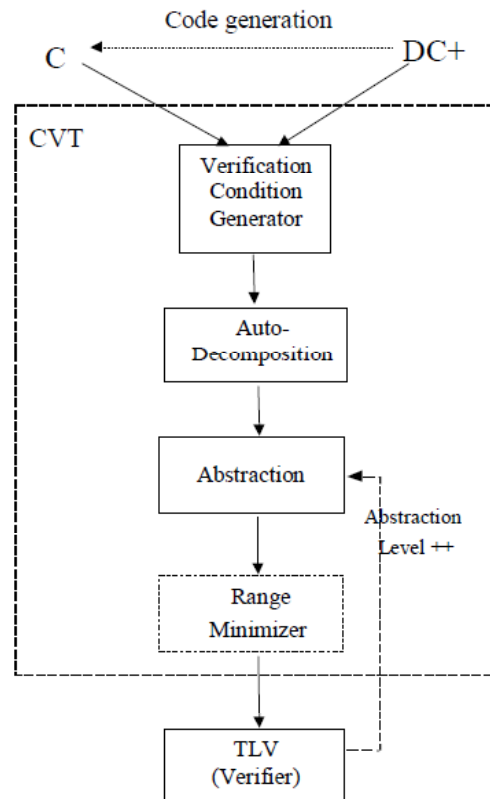 Code generation
C
DC+
CVT
Verification
Condition
Generator
Auto-
Decomposition
Abstraction
Abstraction
Level ++
Range
Minimizer
TLV
(Verifier)